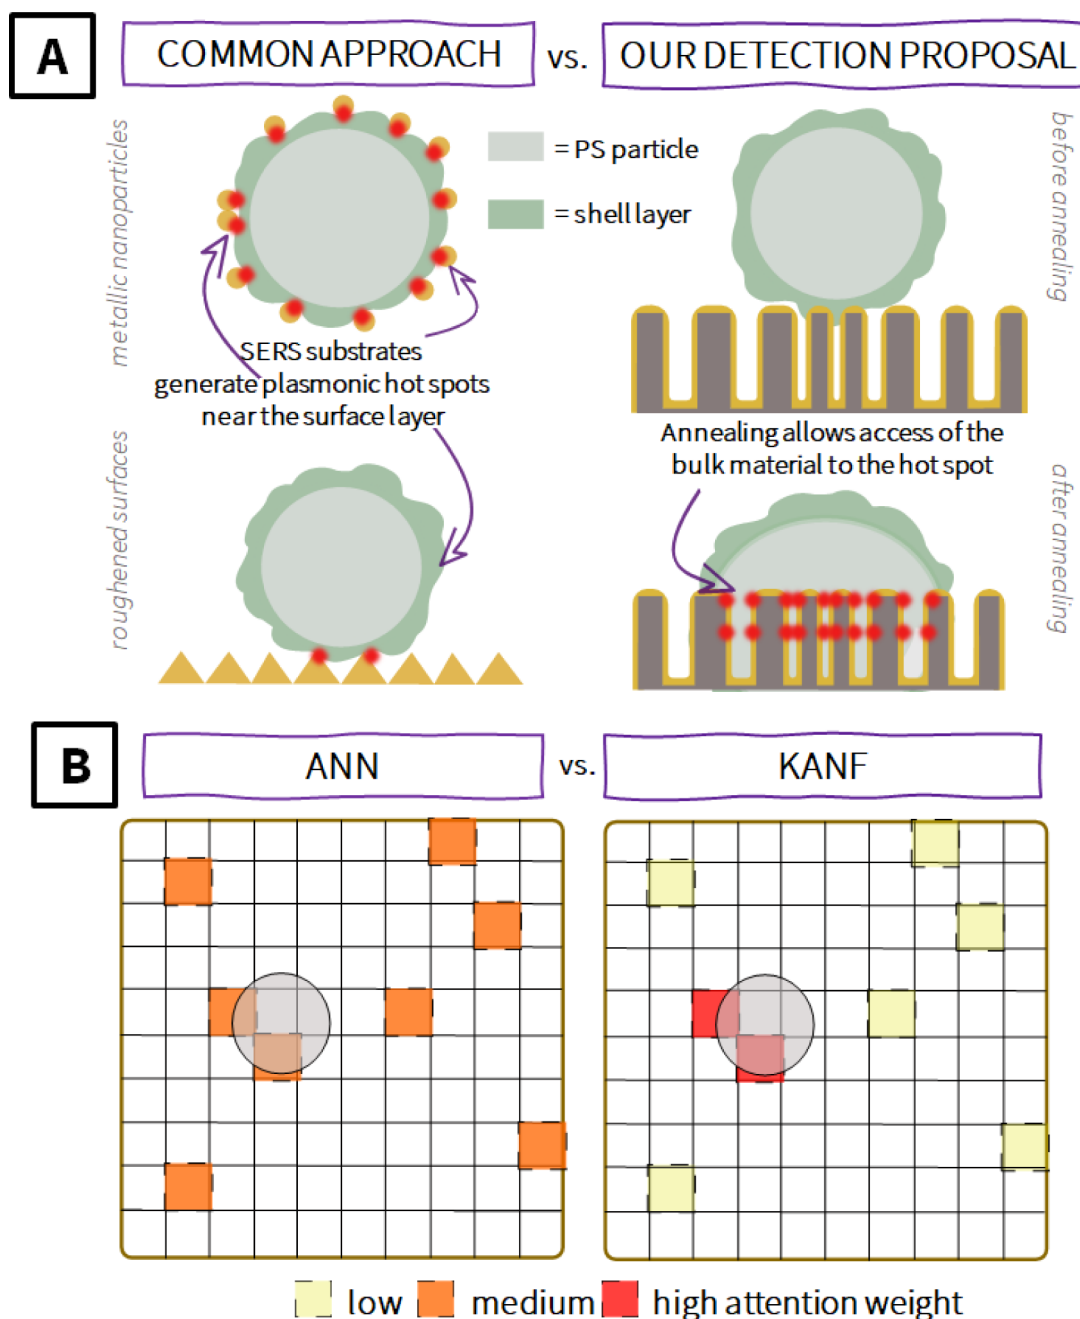 A
COMMON APPROACH
vs.
OUR DETECTION PROPOSAL
metallic nanoparticles
= PS particle
= shell layer
before annealing
SERS substrates
generate plasmonic hot spots
near the surface layer
Annealing allows access of the
bulk material to the hot spot
roughened surfaces
after annealing
B
ANN
vs.
KANF
low
medium
high attention weight